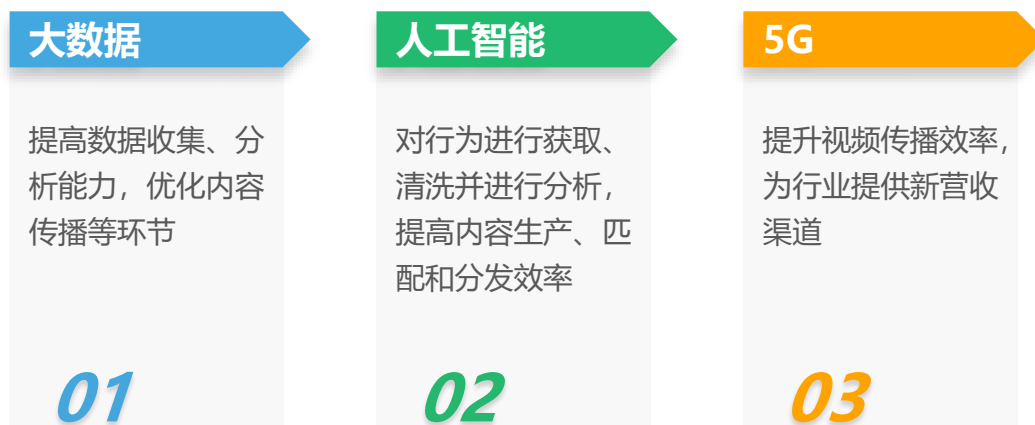 大数据
提高数据收集、分
析能力，优化内容
传播等环节
01
人工智能
对行为进行获取、
清洗并进行分析，
提高内容生产、匹
配和分发效率
02
5G
提升视频传播效率，
为行业提供新营收
渠道
03